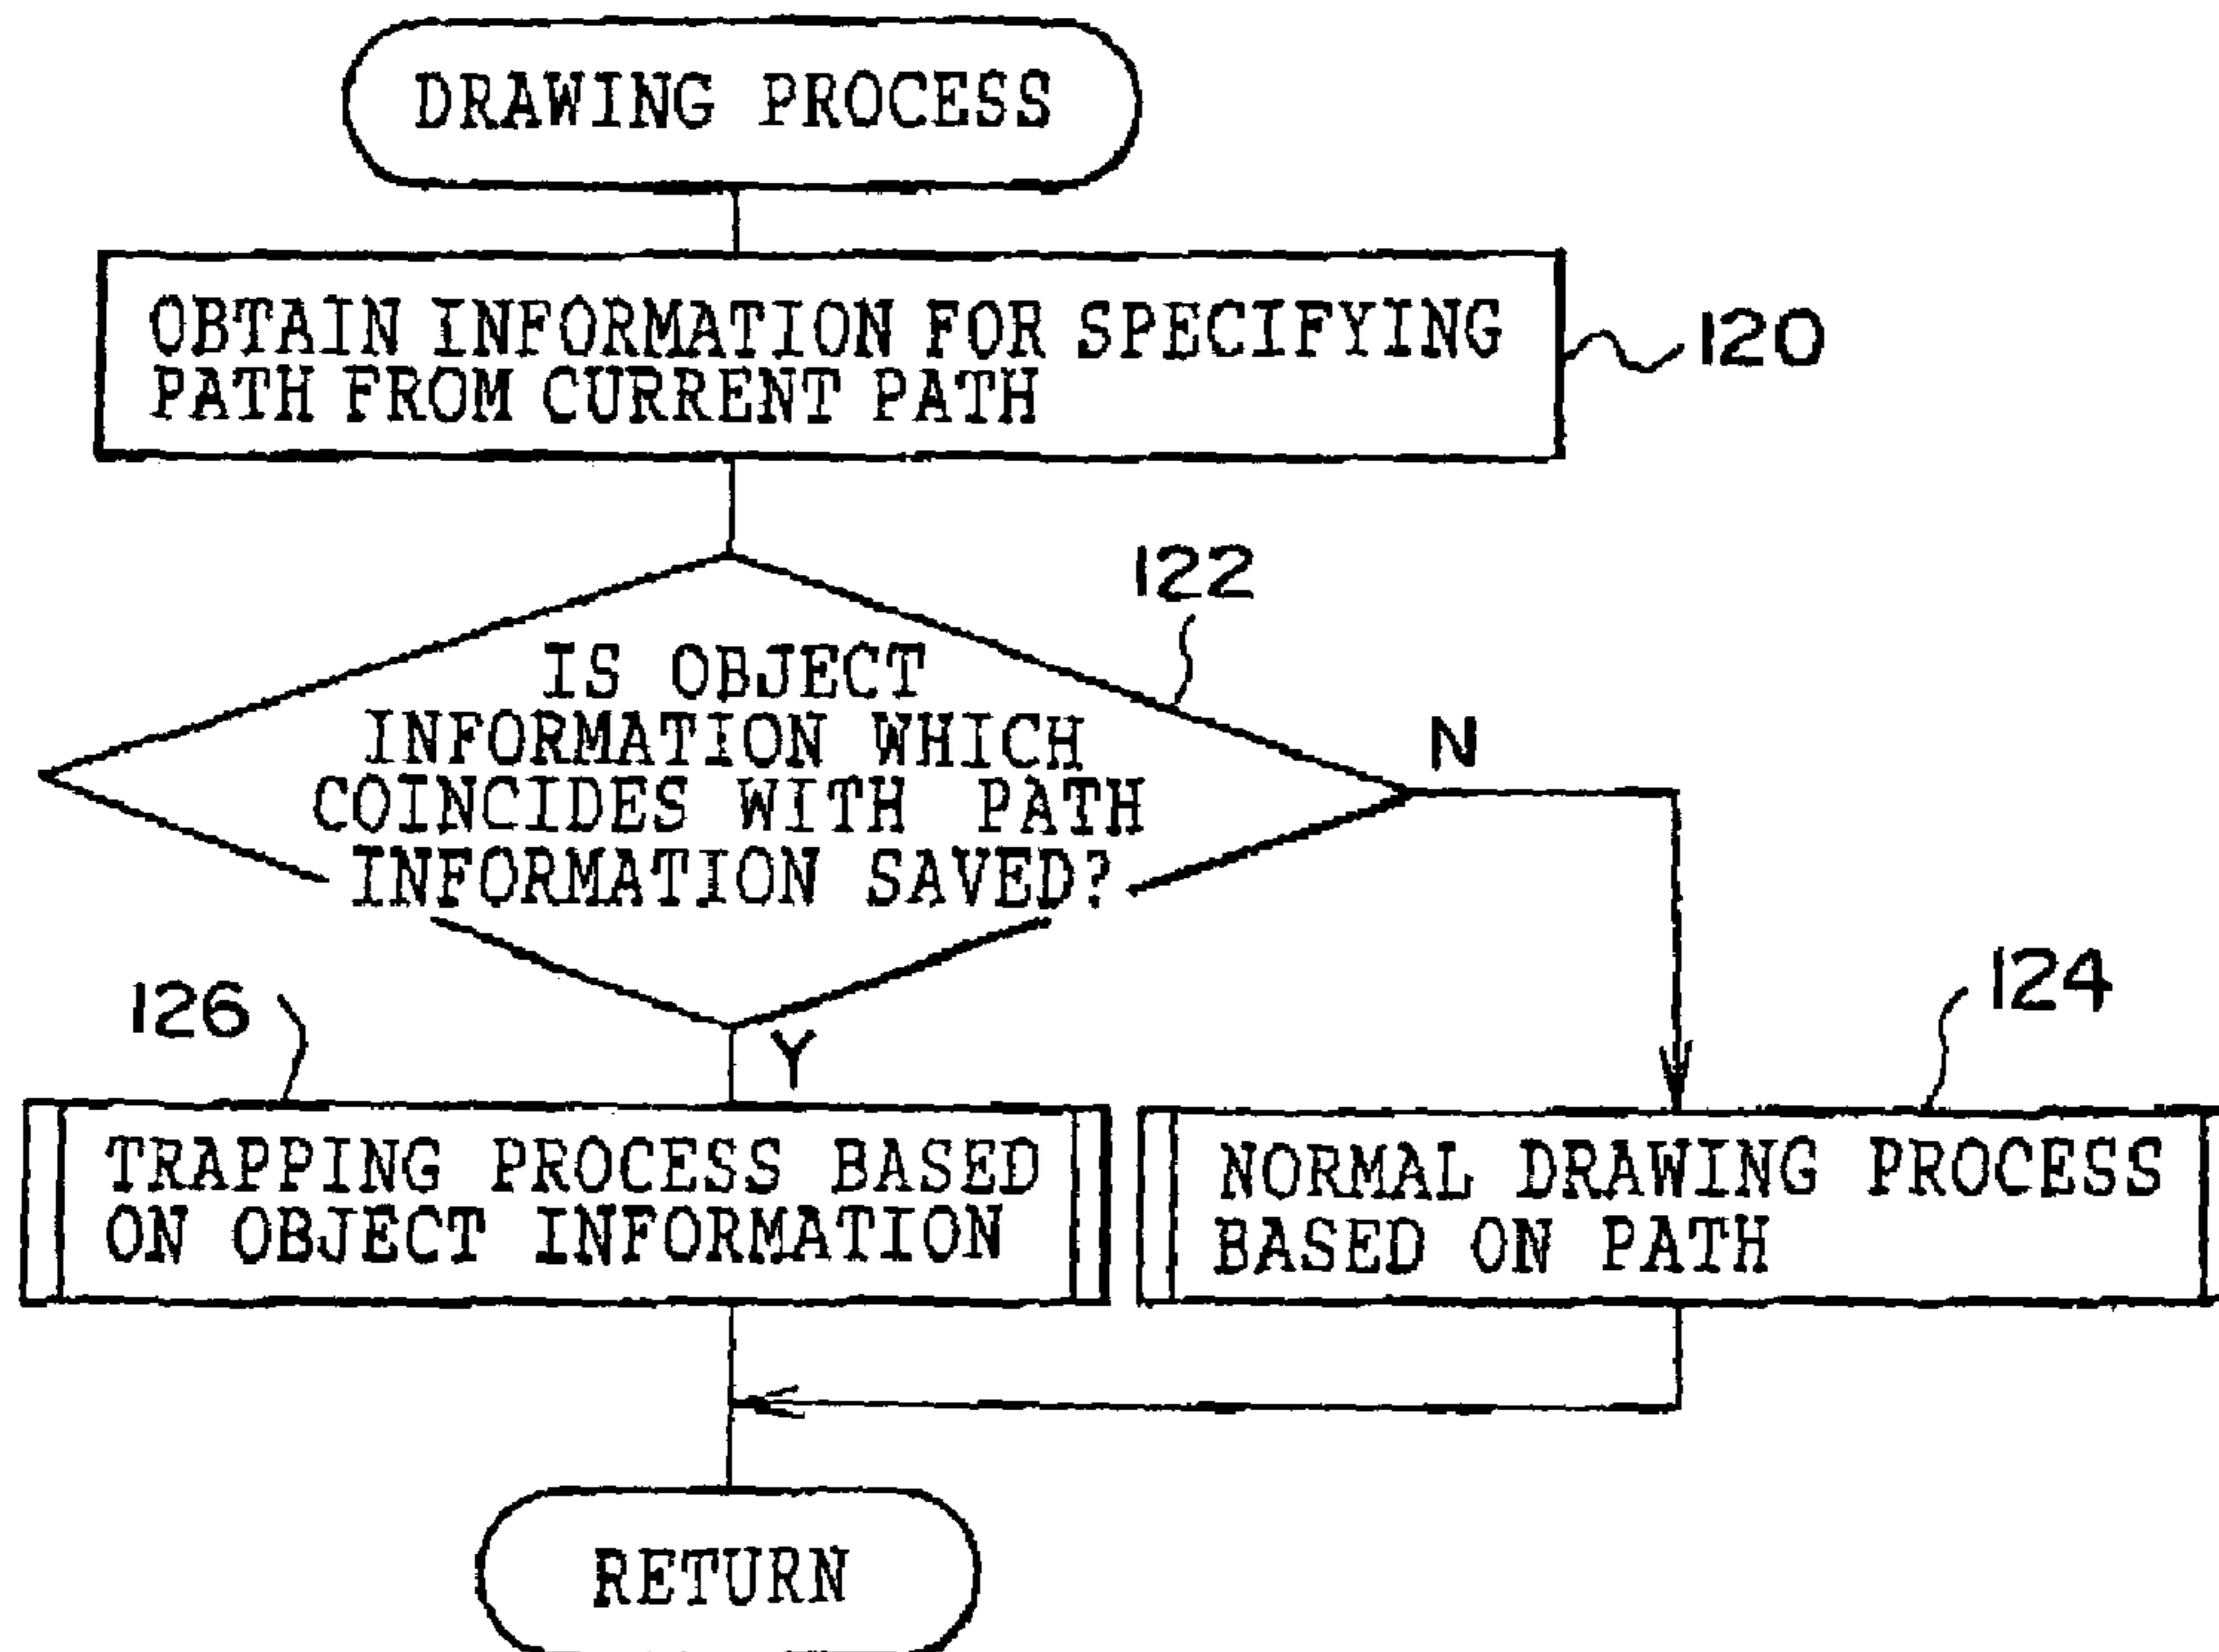 DRAWING PROCESS
OBTAIN INFORMATION FOR SPECIFYING
PATH FROM CURRENT PATH
120
122
IS OBJECT
INFORMATION WHICH
COINCIDES WITH PATH
INFORMATION SAVED?
N
Y
126
124
TRAPPING PROCESS BASED
ON OBJECT INFORMATION
NORMAL DRAWING PROCESS
BASED ON PATH
RETURN